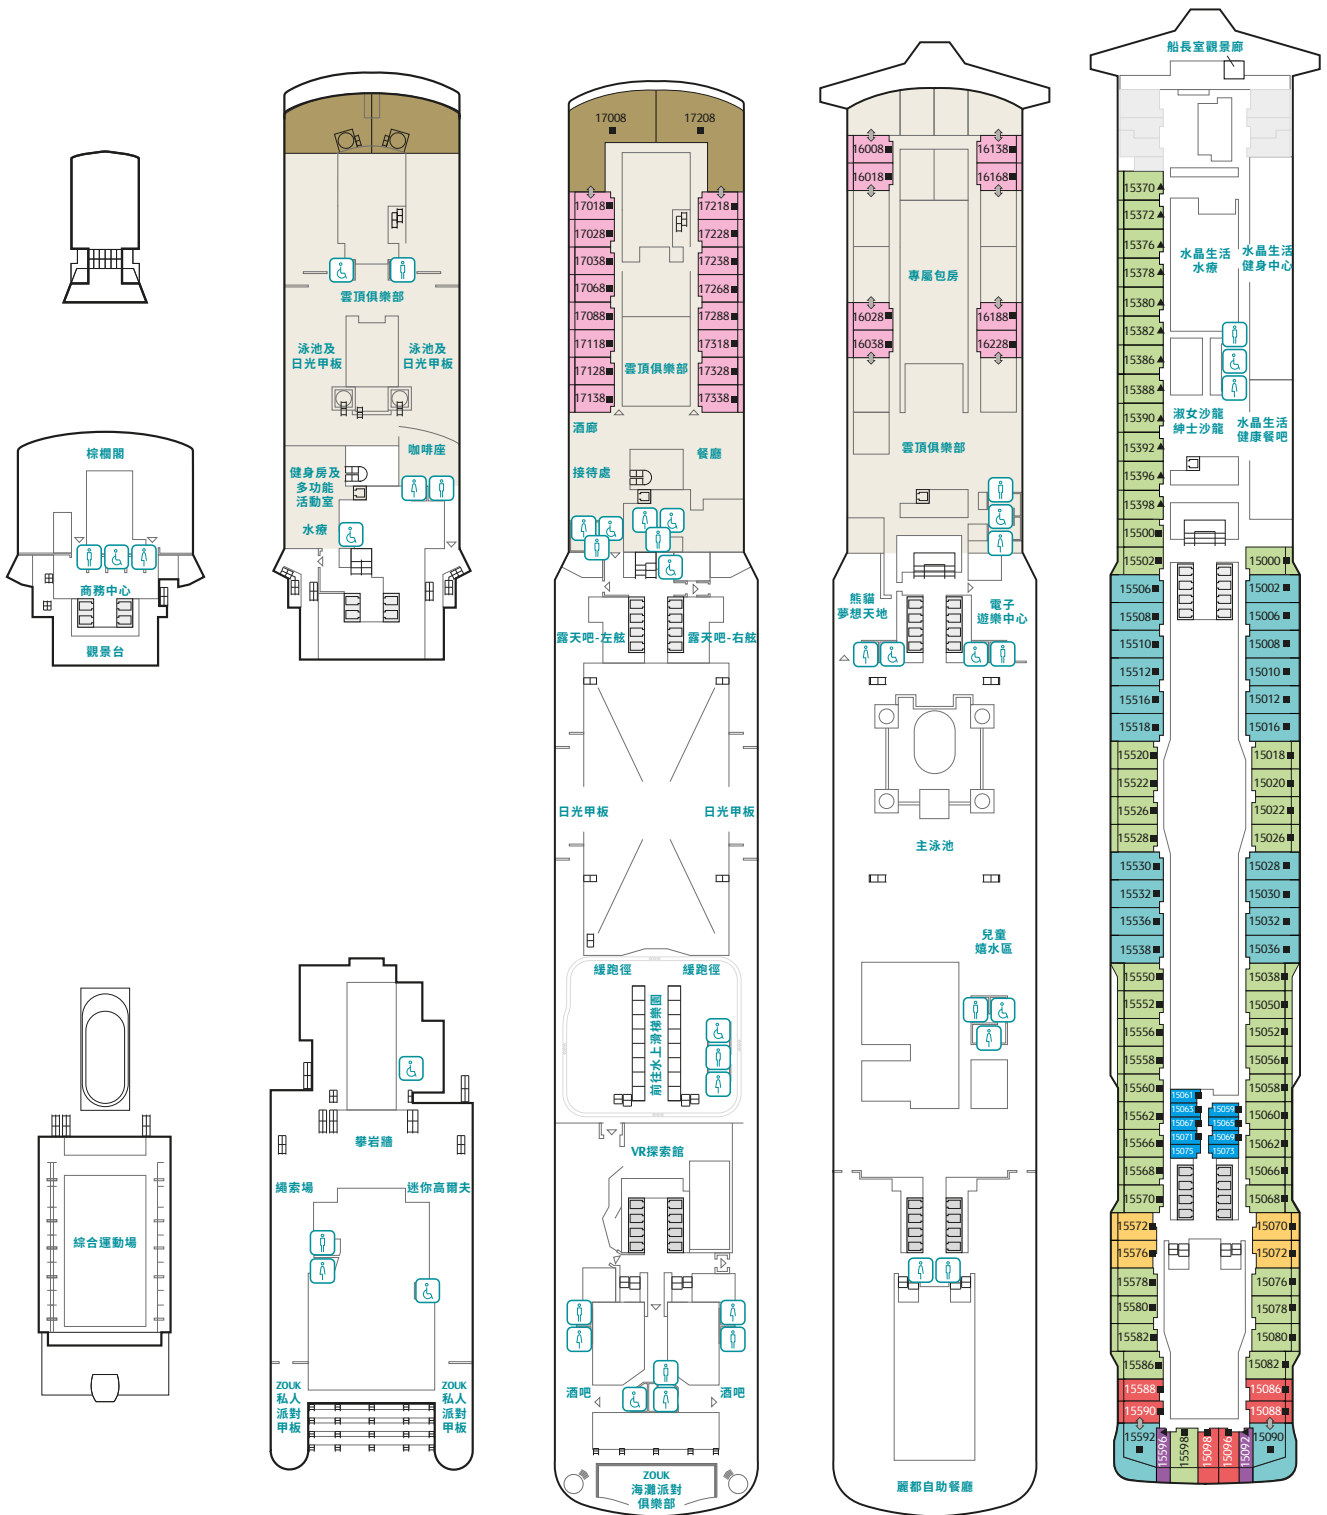 棕櫚閣
商務中心
觀景台
綜合運動場
雲頂俱樂部
泳池及
日光甲板
泳池及
日光甲板
咖啡座
健身房及
多功能
活動室
水療
攀岩牆
繩索場
迷你高爾夫
ZOUK
私人
派對
甲板
ZOUK
私人
派對
甲板
17008
17208
17018
17218
17028
17228
17038
17238
17068
17268
17088
17288
17118
17318
17128
17328
17138
17338
雲頂俱樂部
酒廊
餐廳
接待處
露天吧-左舷
露天吧-右舷
日光甲板
日光甲板
緩跑徑
緩跑徑
前往水上滑梯樂園
VR探索館
酒吧
酒吧
ZOUK
海灘派對
俱樂部
16008
16138
16018
16168
專屬包房
16028
16188
16038
16228
雲頂俱樂部
熊貓
夢想天地
電子
遊樂中心
主泳池
兒童
嬉水區
麗都自助餐廳
船長室觀景廊
水晶生活
水療
水晶生活
健身中心
淑女沙龍
紳士沙龍
水晶生活
健康餐吧
15370
15372
15376
15378
15380
15382
15386
15388
15390
15392
15396
15398
15500
15502
15000
15506
15002
15508
15006
15510
15008
15512
15010
15516
15012
15518
15016
15520
15018
15522
15020
15526
15022
15528
15026
15530
15028
15532
15030
15536
15032
15538
15036
15550
15038
15552
15050
15556
15052
15558
15056
15560
15058
15061
15063
15059
15562
15060
15067
15065
15071
15069
15566
15062
15075
15073
15568
15066
15570
15068
15572
15070
15576
15072
15578
15076
15580
15078
15582
15080
15586
15082
15588
15086
15590
15088
15592
15596
15598
15098
15096
15092
15090